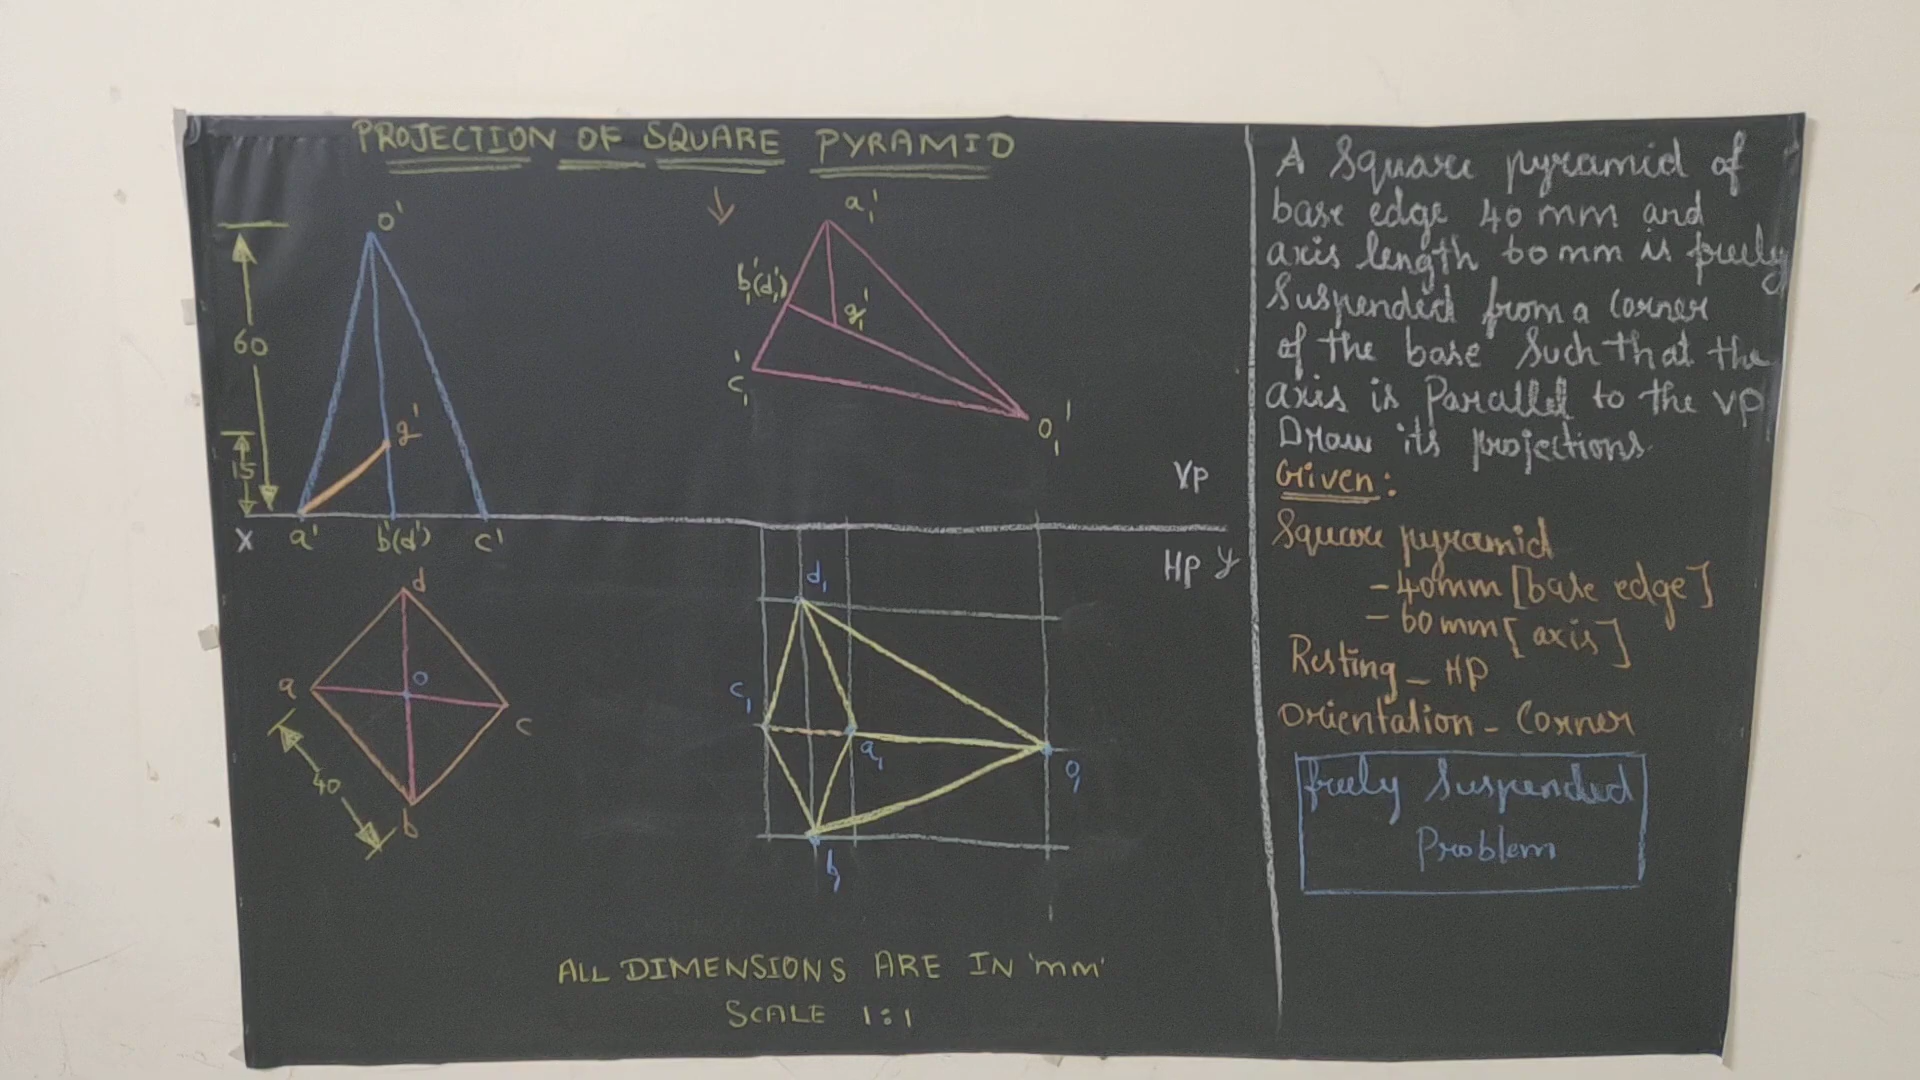 PROJECTION OF SQUARE PYRAMID
o'
60
15
g'
a'
b'(d')
c'
X
d
a
o
c
b
40
a₁'
b₁'(d₁')
g₁'
c₁'
o₁'
VP
HP y
d₁
c₁
a₁
o₁
b₁
ALL DIMENSIONS ARE IN 'mm'
SCALE 1:1
A Square pyramid of
base edge 40 mm and
axis length 60 mm is freely
Suspended from a corner
of the base Such that the
axis is Parallel to the VP
Draw its projections.
Given:
Square pyramid
- 40mm [base edge]
- 60 mm [axis]
Resting - HP
Orientation - Corner
freely Suspended
Problem